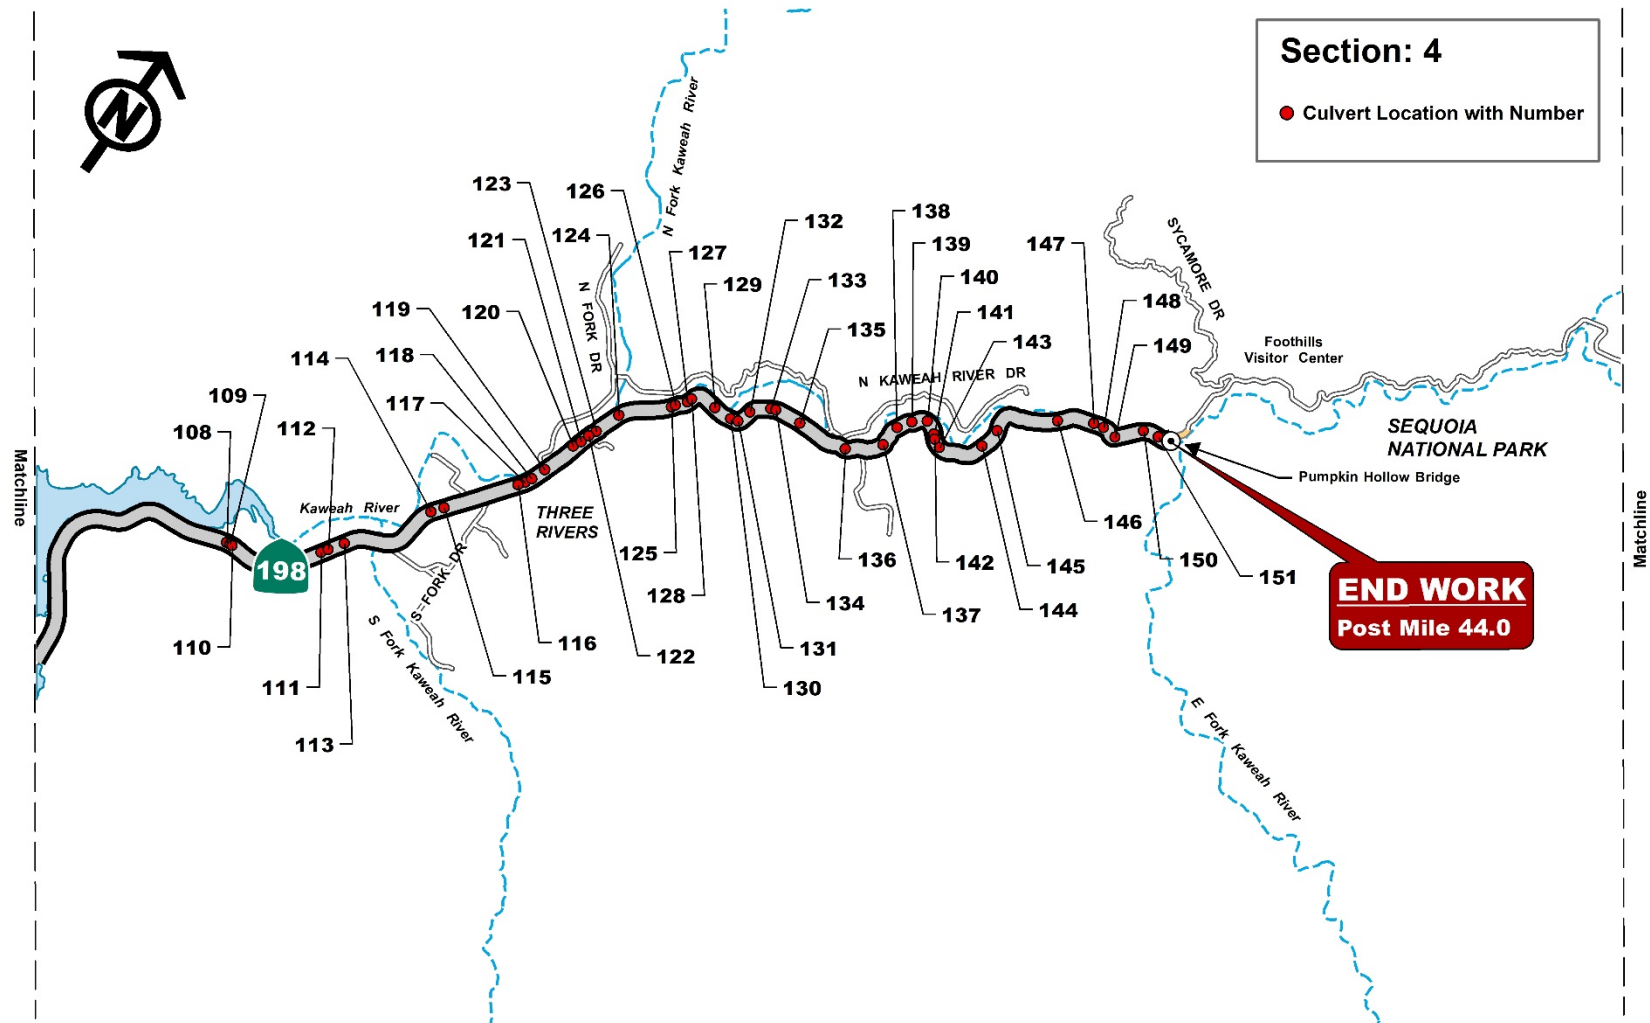 Section: 4
Culvert Location with Number
N
N Fork Kaweah River
123
126
138
132
SYCAMORE DR
121
124
127
139
147
129
140
133
N FORK DR
148
119
120
141
135
143
149
Foothills
Visitor Center
114
118
N KAWEAH RIVER DR
109
117
108
112
SEQUOIA
NATIONAL PARK
Matchline
Pumpkin Hollow Bridge
Matchline
Kaweah River
THREE
RIVERS
146
125
136
142
145
150
198
151
END WORK
Post Mile 44.0
S FORK DR
128
134
137
144
110
116
122
131
S Fork Kaweah River
111
115
130
E Fork Kaweah River
113